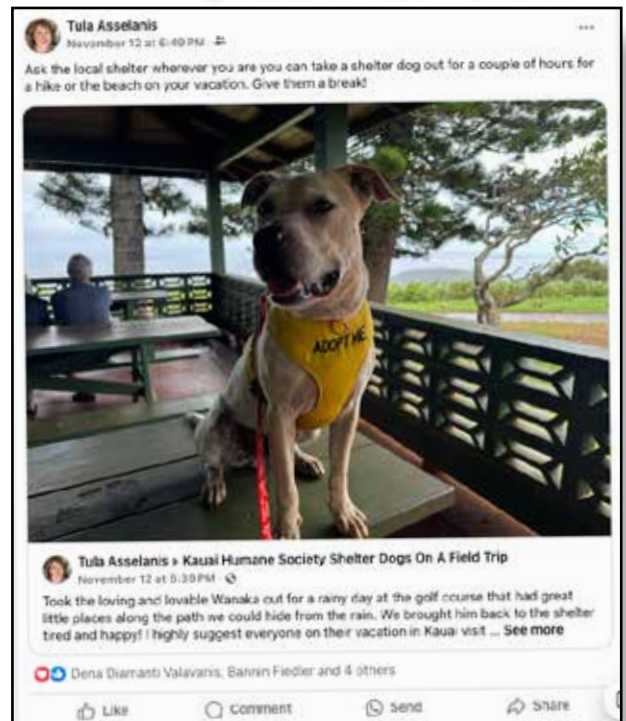 Tula Asselanis
November 12 at 6:49 PM
Ask the local shelter wherever you are you can take a shelter dog out for a couple of hours for
a hike or the beach on your vacation. Give them a break!
ADOPT ME
Tula Asselanis » Kauai Humane Society Shelter Dogs On A Field Trip
November 12 at 5:39 PM
Took the loving and lovable Wanaka out for a rainy day at the golf course that had great
little places along the path we could hide from the rain. We brought him back to the shelter
tired and happy! I highly suggest everyone on their vacation in Kauai visit ... See more
Dena Diamanti Valavanis, Bannin Fiedler and 4 others
Like Comment Send Share